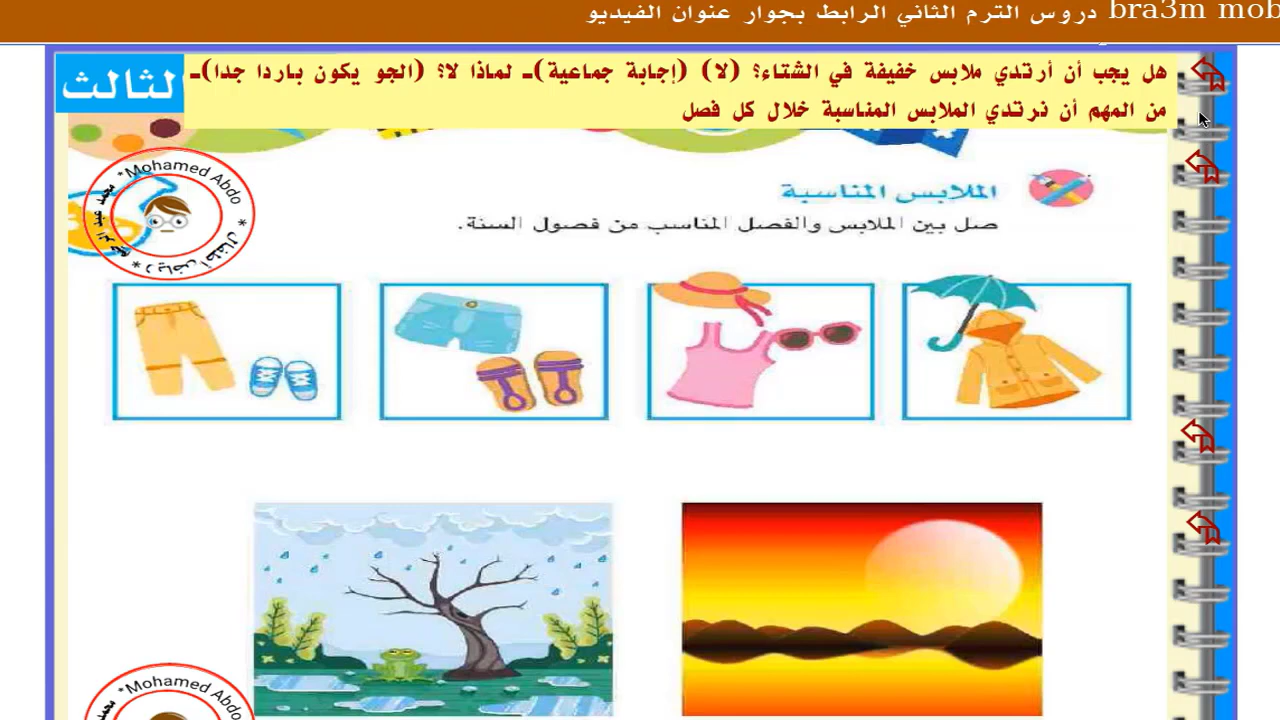 bra3m mob دروس الترم الثاني الرابط بجوار عنوان الفيديو
لثالث
هل يجب أن أرتدي ملابس خفيفة في الشتاء؟ (لا) (إجابة جماعية)ـ لماذا لا؟ (الجو يكون باردا جدا)ـ
من المهم أن نرتدي الملابس المناسبة خلال كل فصل
*Mohamed Abdo
* رياض أطفال *
الملابس المناسبة
صل بين الملابس والفصل المناسب من فصول السنة.
*Mohamed Abdo